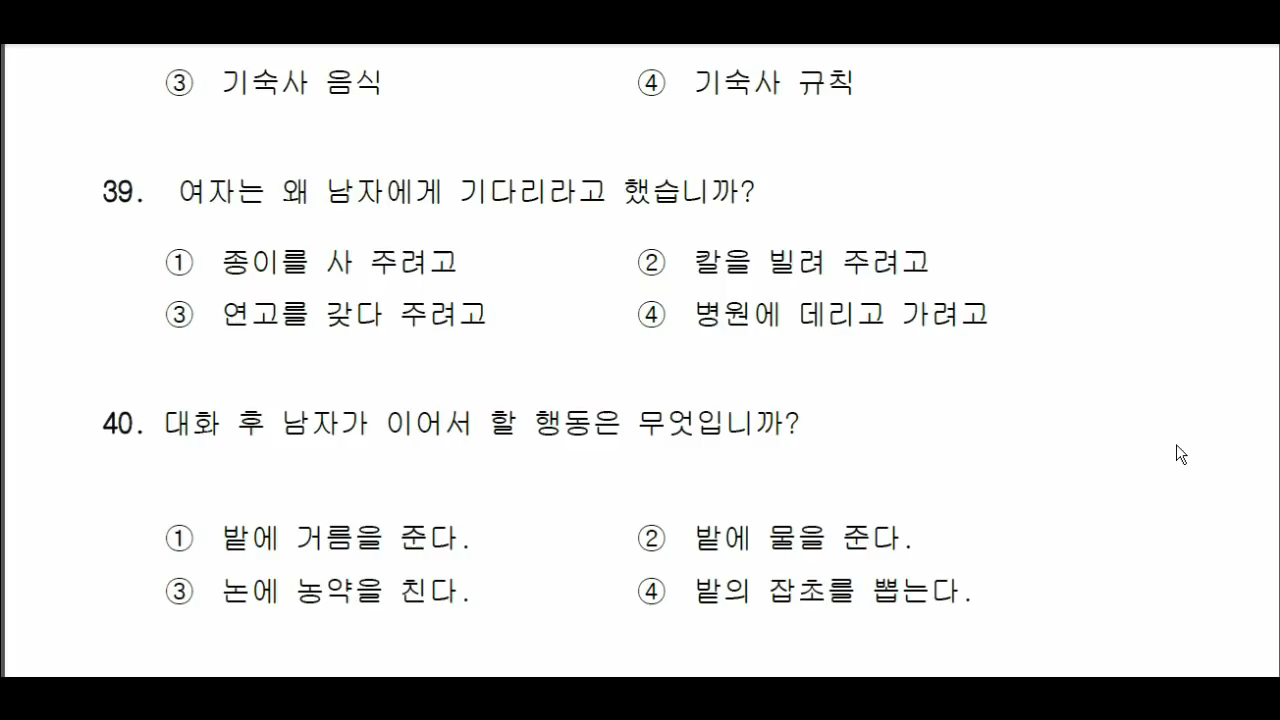 ③ 기숙사 음식 ④ 기숙사 규칙
39. 여자는 왜 남자에게 기다리라고 했습니까?
① 종이를 사 주려고 ② 칼을 빌려 주려고
③ 연고를 갖다 주려고 ④ 병원에 데리고 가려고
40. 대화 후 남자가 이어서 할 행동은 무엇입니까?
① 밭에 거름을 준다. ② 밭에 물을 준다.
③ 논에 농약을 친다. ④ 밭의 잡초를 뽑는다.